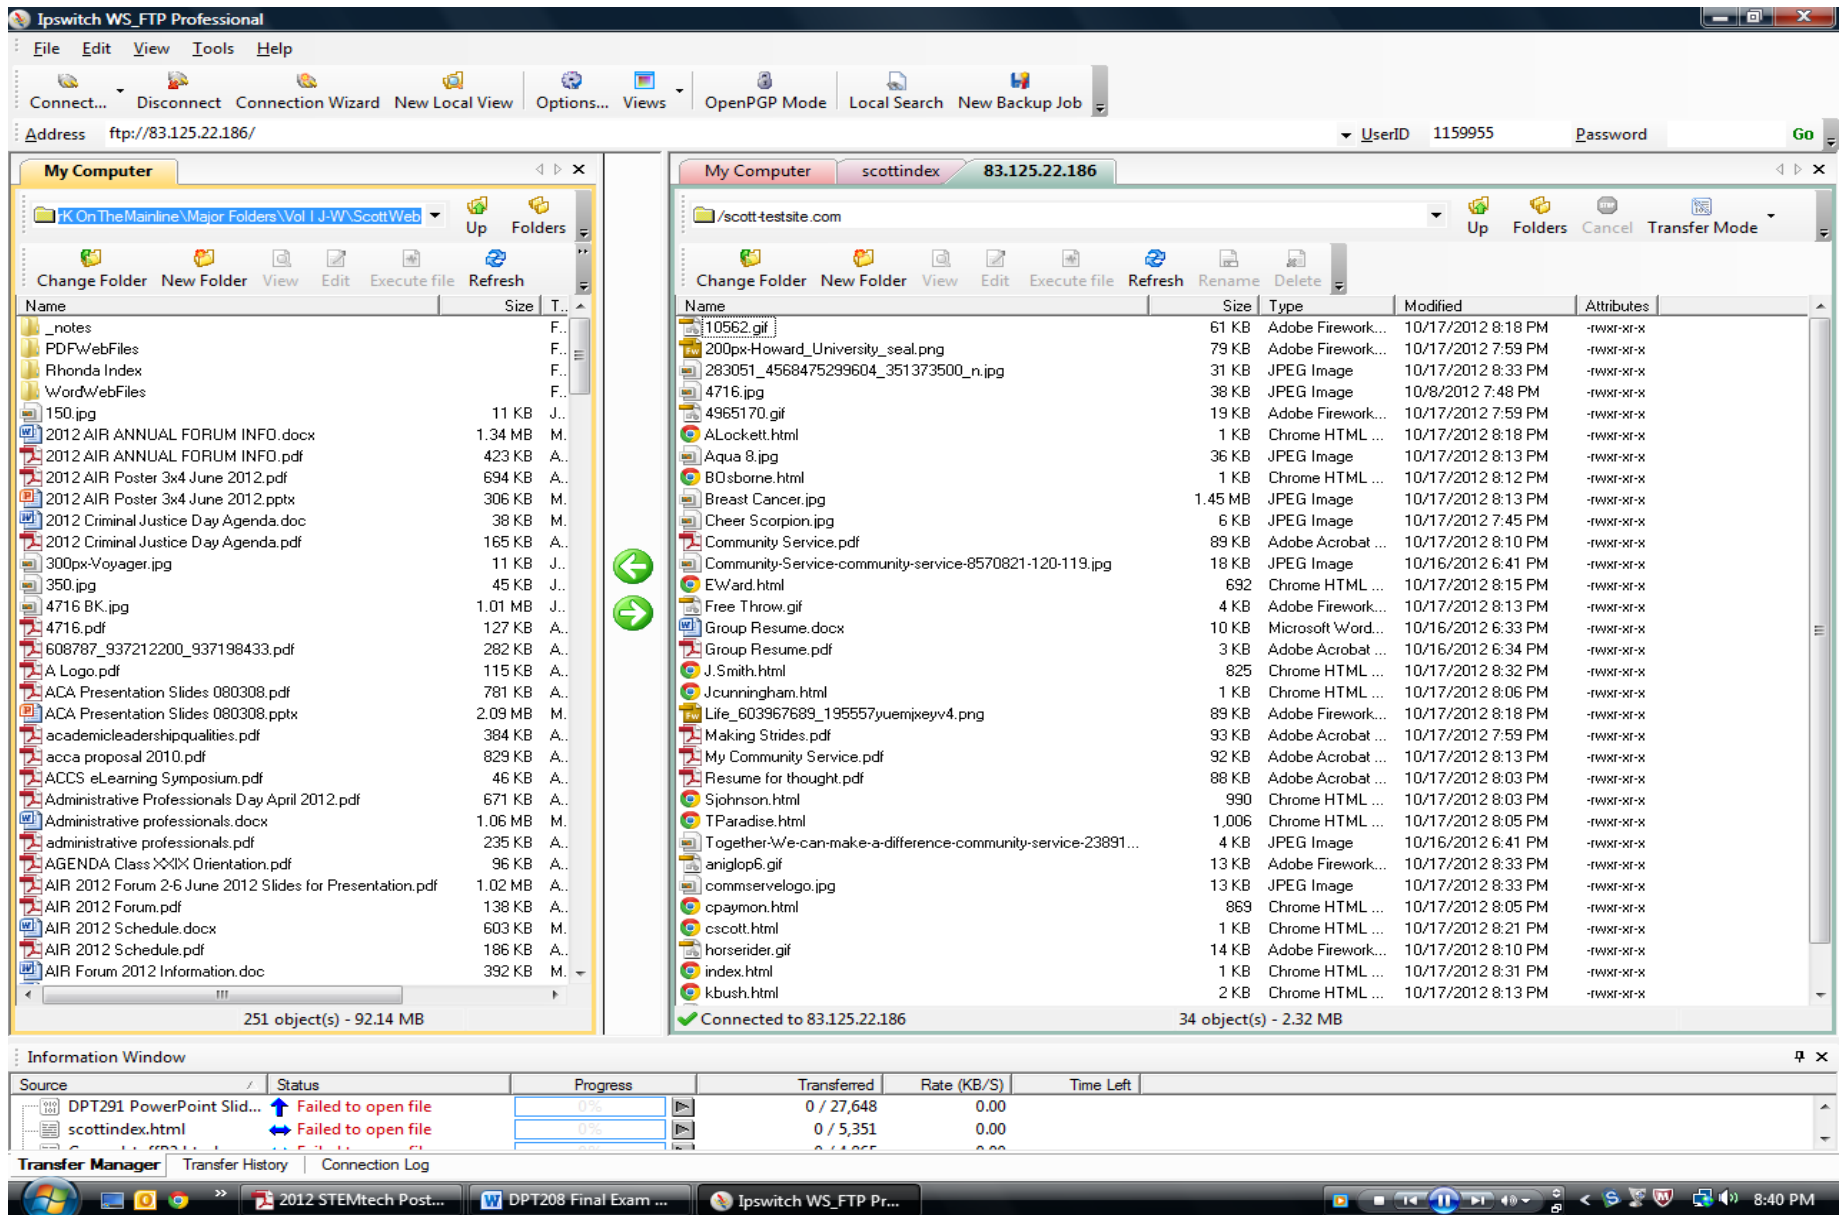 Ipswitch WS_FTP Professional
File Edit View Tools Help
Connect... Disconnect Connection Wizard New Local View Options... Views OpenPGP Mode Local Search New Backup Job
Address ftp://83.125.22.186/ UserID 1159955 Password Go
My Computer
rK On The Mainline\Major Folders\Vol I J-W\ScottWeb Up Folders
Change Folder New Folder View Edit Execute file Refresh
Name Size T..
_notes F..
PDFWebFiles F..
Rhonda Index F..
WordWebFiles F..
150.jpg 11 KB J..
2012 AIR ANNUAL FORUM INFO.docx 1.34 MB M.
2012 AIR ANNUAL FORUM INFO.pdf 423 KB A..
2012 AIR Poster 3x4 June 2012.pdf 694 KB A..
2012 AIR Poster 3x4 June 2012.pptx 306 KB M.
2012 Criminal Justice Day Agenda.doc 38 KB M.
2012 Criminal Justice Day Agenda.pdf 165 KB A..
300px-Voyager.jpg 11 KB J..
350.jpg 45 KB J..
4716 BK.jpg 1.01 MB J..
4716.pdf 127 KB A..
608787_937212200_937198433.pdf 282 KB A..
A Logo.pdf 115 KB A..
ACA Presentation Slides 080308.pdf 781 KB A..
ACA Presentation Slides 080308.pptx 2.09 MB M.
academicleadershipqualities.pdf 384 KB A..
acca proposal 2010.pdf 829 KB A..
ACCS eLearning Symposium.pdf 46 KB A..
Administrative Professionals Day April 2012.pdf 671 KB A..
Administrative professionals.docx 1.06 MB M.
administrative professionals.pdf 235 KB A..
AGENDA Class XXIX Orientation.pdf 96 KB A..
AIR 2012 Forum 2-6 June 2012 Slides for Presentation.pdf 1.02 MB A..
AIR 2012 Forum.pdf 138 KB A..
AIR 2012 Schedule.docx 603 KB M.
AIR 2012 Schedule.pdf 186 KB A..
AIR Forum 2012 Information.doc 392 KB M.
251 object(s) - 92.14 MB
My Computer scottindex 83.125.22.186
/scott-testsite.com Up Folders Cancel Transfer Mode
Change Folder New Folder View Edit Execute file Refresh Rename Delete
Name Size Type Modified Attributes
10562.gif 61 KB Adobe Firework... 10/17/2012 8:18 PM -rwxr-xr-x
200px-Howard_University_seal.png 79 KB Adobe Firework... 10/17/2012 7:59 PM -rwxr-xr-x
283051_4568475299604_351373500_n.jpg 31 KB JPEG Image 10/17/2012 8:33 PM -rwxr-xr-x
4716.jpg 38 KB JPEG Image 10/8/2012 7:48 PM -rwxr-xr-x
4965170.gif 19 KB Adobe Firework... 10/17/2012 7:59 PM -rwxr-xr-x
ALockett.html 1 KB Chrome HTML ... 10/17/2012 8:18 PM -rwxr-xr-x
Aqua 8.jpg 36 KB JPEG Image 10/17/2012 8:13 PM -rwxr-xr-x
BOsborne.html 1 KB Chrome HTML ... 10/17/2012 8:12 PM -rwxr-xr-x
Breast Cancer.jpg 1.45 MB JPEG Image 10/17/2012 8:13 PM -rwxr-xr-x
Cheer Scorpion.jpg 6 KB JPEG Image 10/17/2012 7:45 PM -rwxr-xr-x
Community Service.pdf 89 KB Adobe Acrobat ... 10/17/2012 8:10 PM -rwxr-xr-x
Community-Service-community-service-8570821-120-119.jpg 18 KB JPEG Image 10/16/2012 6:41 PM -rwxr-xr-x
EWard.html 692 Chrome HTML ... 10/17/2012 8:15 PM -rwxr-xr-x
Free Throw.gif 4 KB Adobe Firework... 10/17/2012 8:13 PM -rwxr-xr-x
Group Resume.docx 10 KB Microsoft Word... 10/16/2012 6:33 PM -rwxr-xr-x
Group Resume.pdf 3 KB Adobe Acrobat ... 10/16/2012 6:34 PM -rwxr-xr-x
J.Smith.html 825 Chrome HTML ... 10/17/2012 8:32 PM -rwxr-xr-x
Jcunningham.html 1 KB Chrome HTML ... 10/17/2012 8:06 PM -rwxr-xr-x
Life_603967689_195557yuemjxeyv4.png 89 KB Adobe Firework... 10/17/2012 8:18 PM -rwxr-xr-x
Making Strides.pdf 93 KB Adobe Acrobat ... 10/17/2012 7:59 PM -rwxr-xr-x
My Community Service.pdf 92 KB Adobe Acrobat ... 10/17/2012 8:13 PM -rwxr-xr-x
Resume for thought.pdf 88 KB Adobe Acrobat ... 10/17/2012 8:03 PM -rwxr-xr-x
Sjohnson.html 990 Chrome HTML ... 10/17/2012 8:03 PM -rwxr-xr-x
TParadise.html 1,006 Chrome HTML ... 10/17/2012 8:05 PM -rwxr-xr-x
Together-We-can-make-a-difference-community-service-23891... 4 KB JPEG Image 10/16/2012 6:41 PM -rwxr-xr-x
aniglop6.gif 13 KB Adobe Firework... 10/17/2012 8:33 PM -rwxr-xr-x
commservelogo.jpg 13 KB JPEG Image 10/17/2012 8:33 PM -rwxr-xr-x
cpaymon.html 869 Chrome HTML ... 10/17/2012 8:05 PM -rwxr-xr-x
cscott.html 1 KB Chrome HTML ... 10/17/2012 8:21 PM -rwxr-xr-x
horserider.gif 14 KB Adobe Firework... 10/17/2012 8:10 PM -rwxr-xr-x
index.html 1 KB Chrome HTML ... 10/17/2012 8:31 PM -rwxr-xr-x
kbush.html 2 KB Chrome HTML ... 10/17/2012 8:13 PM -rwxr-xr-x
Connected to 83.125.22.186 34 object(s) - 2.32 MB
Information Window
Source Status Progress Transferred Rate (KB/S) Time Left
DPT291 PowerPoint Slid... Failed to open file 0% 0 / 27,648 0.00
scottindex.html Failed to open file 0% 0 / 5,351 0.00
Transfer Manager Transfer History Connection Log
2012 STEMtech Post... DPT208 Final Exam ... Ipswitch WS_FTP Pr... 8:40 PM